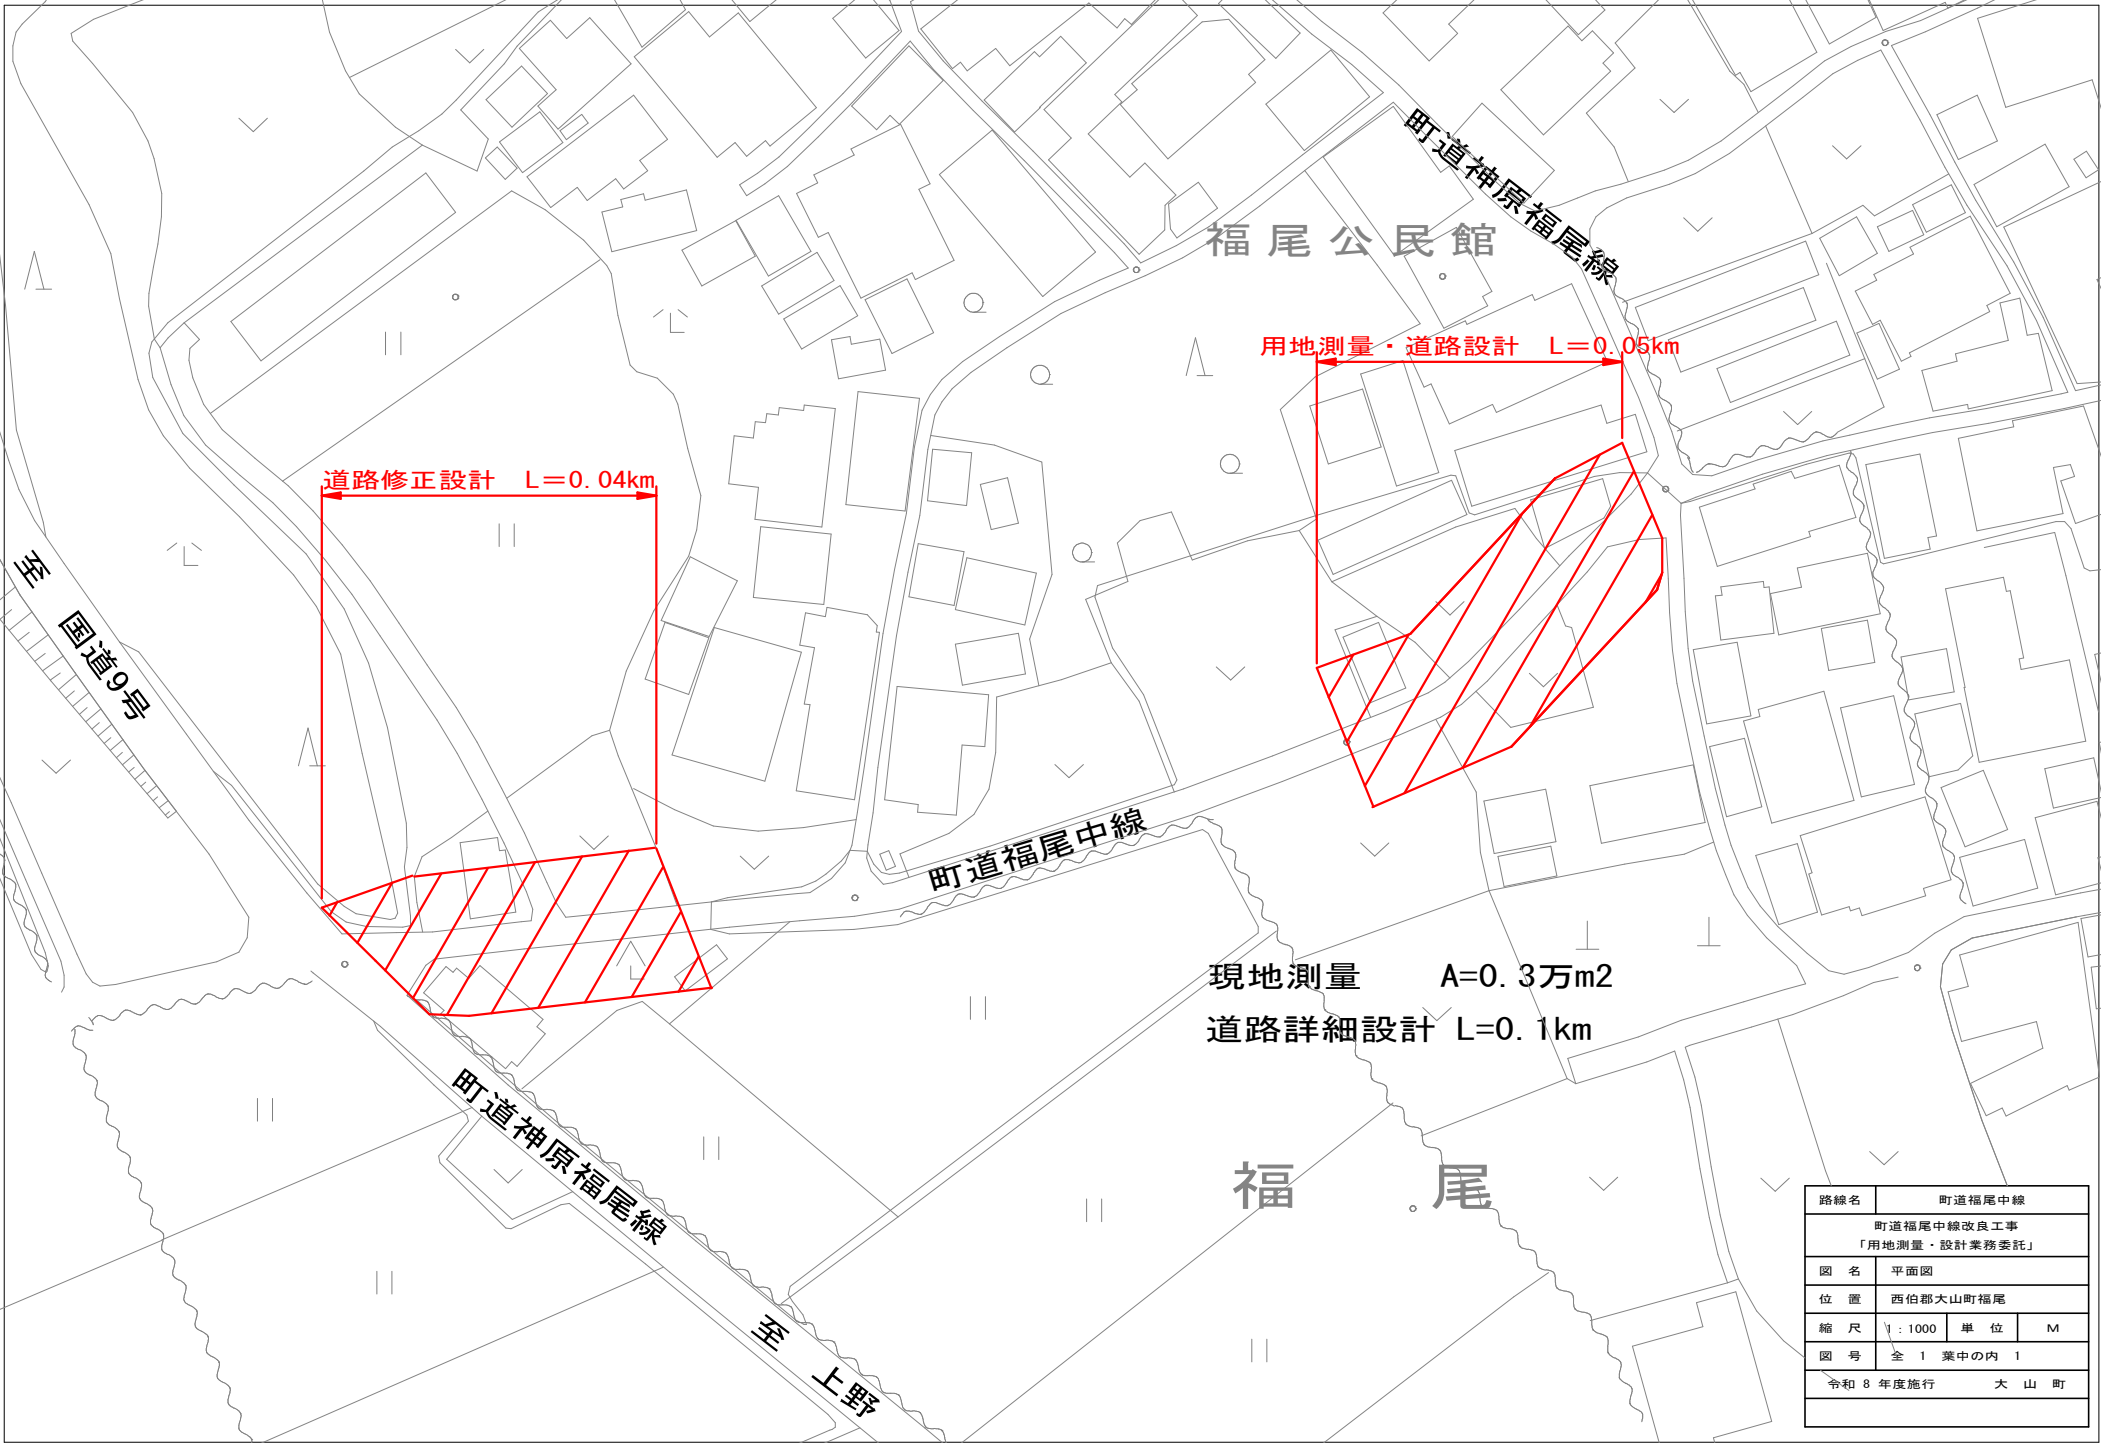 町道神原福尾線
福尾公民館
用地測量・道路設計　L=0.05km
道路修正設計　L=0.04km
至　国道9号
町道福尾中線
現地測量　　A=0.3万m2
道路詳細設計 L=0.1km
町道神原福尾線
福　　尾
至　上野
路線名　町道福尾中線
町道福尾中線改良工事
「用地測量・設計業務委託」
図　名　平面図
位　置　西伯郡大山町福尾
縮　尺　1：1000　単　位　M
図　号　全　1　葉中の内　1
令和 8 年度施行　　大　山　町